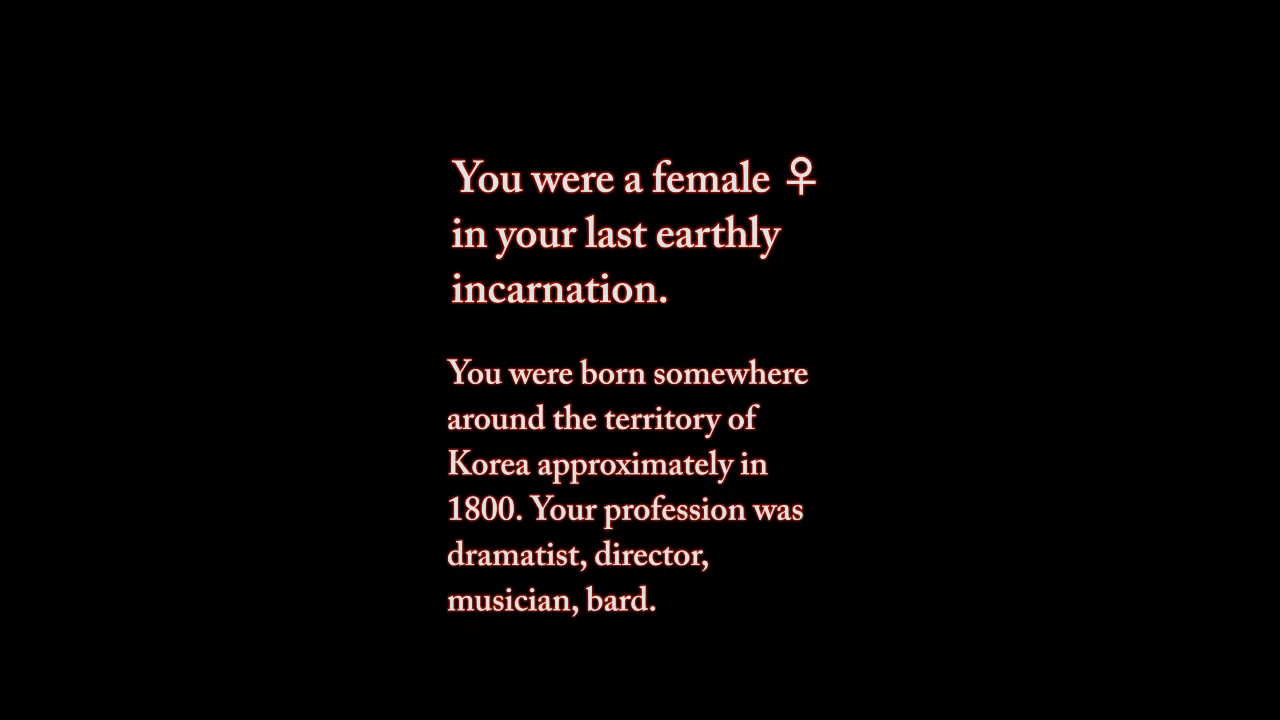 You were a female ♀
in your last earthly
incarnation.
You were born somewhere
around the territory of
Korea approximately in
1800. Your profession was
dramatist, director,
musician, bard.